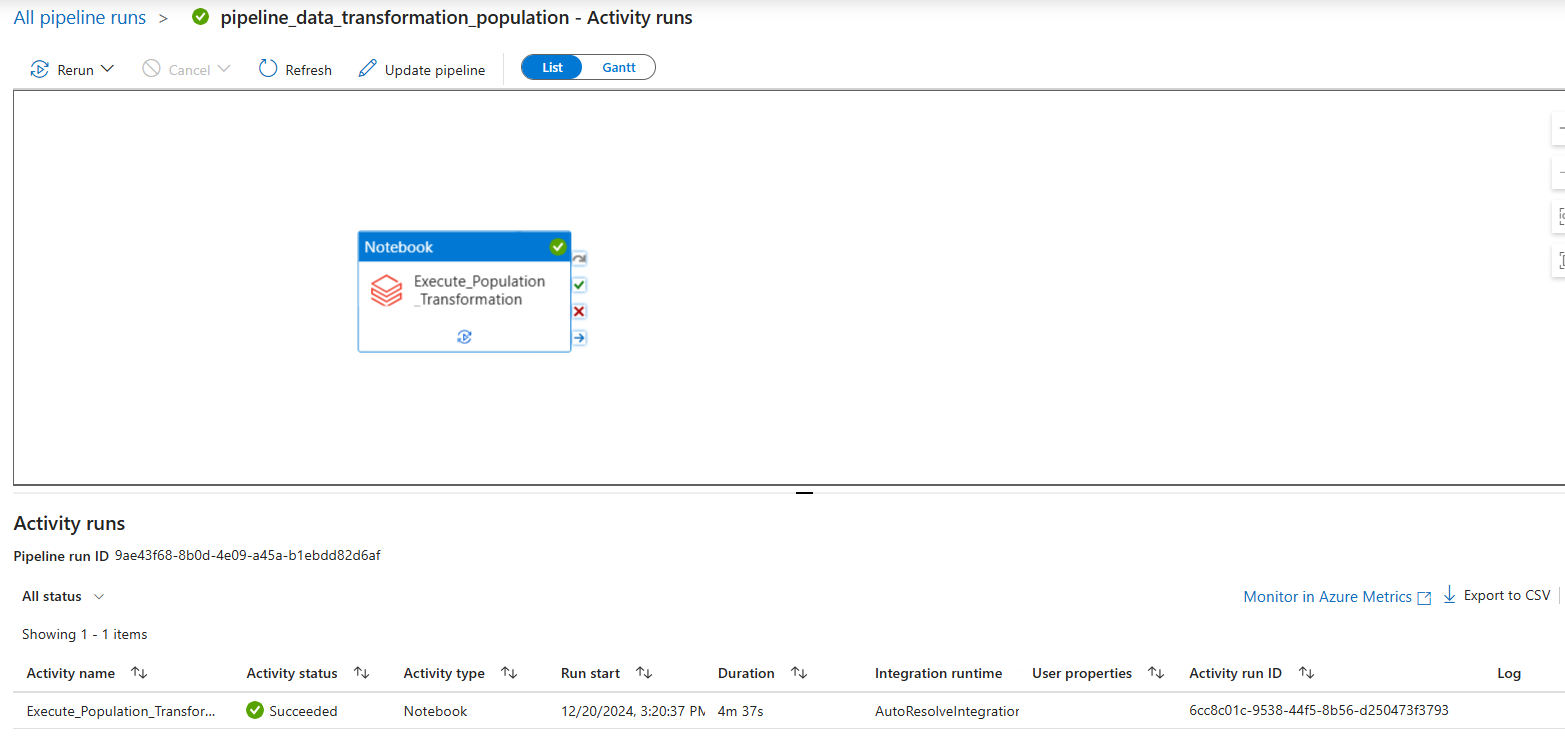 All pipeline runs > pipeline_data_transformation_population - Activity runs
Rerun Cancel Refresh Update pipeline List Gantt
Notebook
Execute_Population
_Transformation
Activity runs
Pipeline run ID 9ae43f68-8b0d-4e09-a45a-b1ebdd82d6af
All status Monitor in Azure Metrics Export to CSV
Showing 1 - 1 items
Activity name Activity status Activity type Run start Duration Integration runtime User properties Activity run ID Log
Execute_Population_Transfor... Succeeded Notebook 12/20/2024, 3:20:37 PM 4m 37s AutoResolveIntegration 6cc8c01c-9538-44f5-8b56-d250473f3793